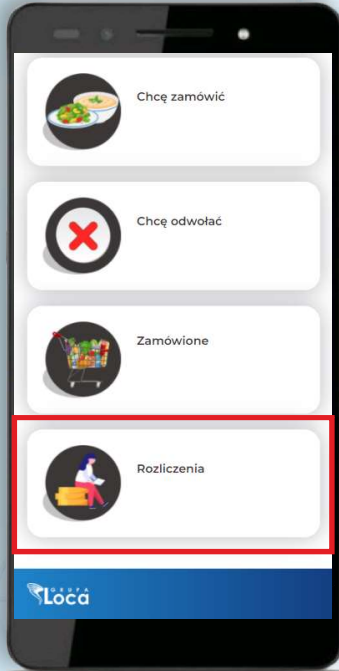 Chcę zamówić
Chcę odwołać
Zamówione
Rozliczenia
GRUPA
Loca